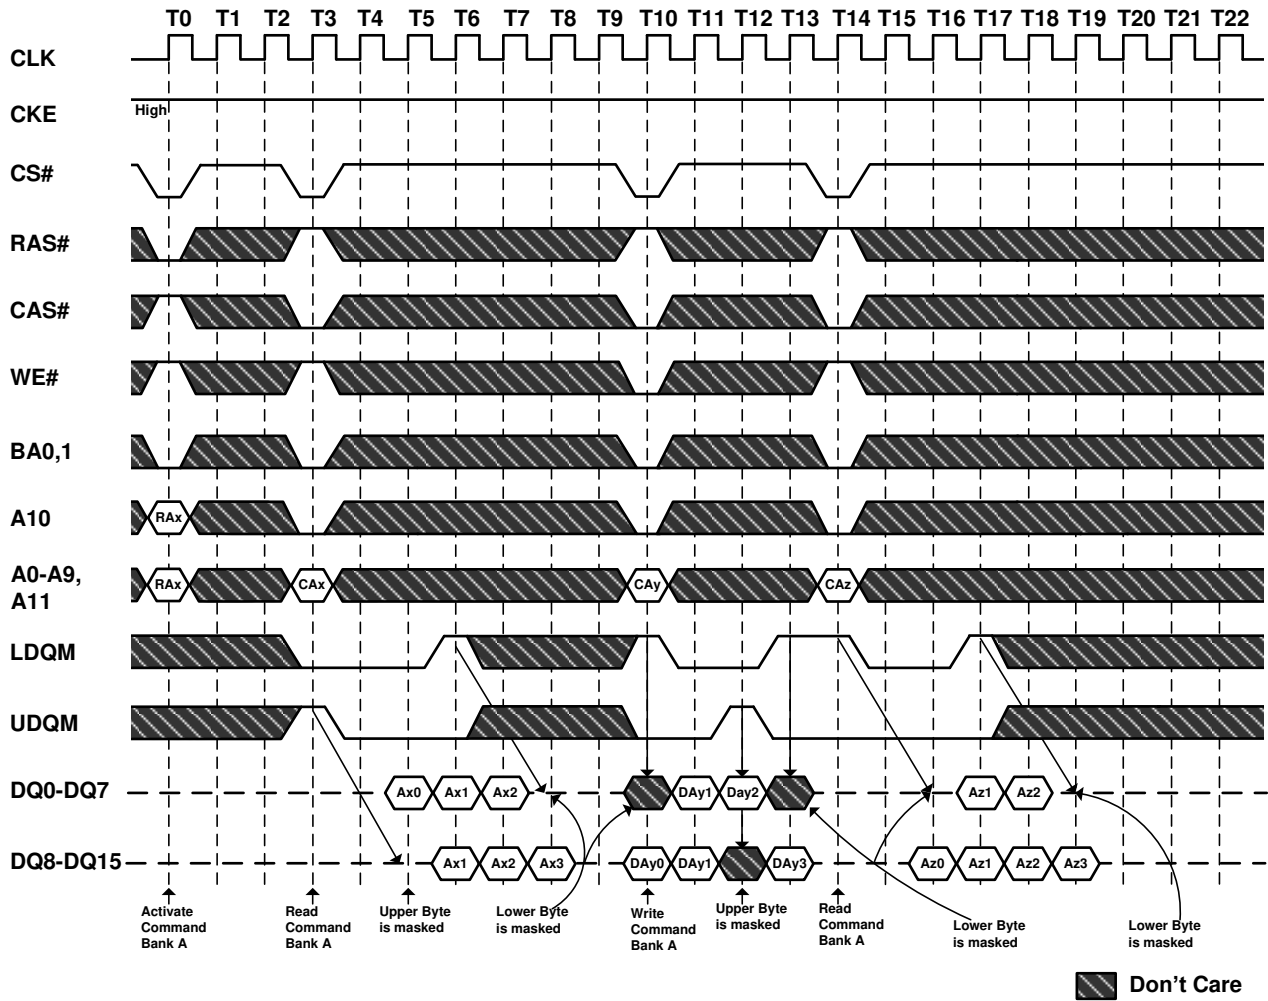 T0 T1 T2 T3 T4 T5 T6 T7 T8 T9 T10 T11 T12 T13 T14 T15 T16 T17 T18 T19 T20 T21 T22
CLK
CKE High
CS#
RAS#
CAS#
WE#
BA0,1
A10 RAx
A0-A9, A11 RAx CAx CAy CAz
LDQM
UDQM
DQ0-DQ7 Ax0 Ax1 Ax2 DAy1 Day2 Az1 Az2
DQ8-DQ15 Ax1 Ax2 Ax3 DAy0 DAy1 DAy3 Az0 Az1 Az2 Az3
Activate
Command
Bank A
Read
Command
Bank A
Upper Byte
is masked
Lower Byte
is masked
Write
Command
Bank A
Upper Byte
is masked
Read
Command
Bank A
Lower Byte
is masked
Lower Byte
is masked
Don't Care